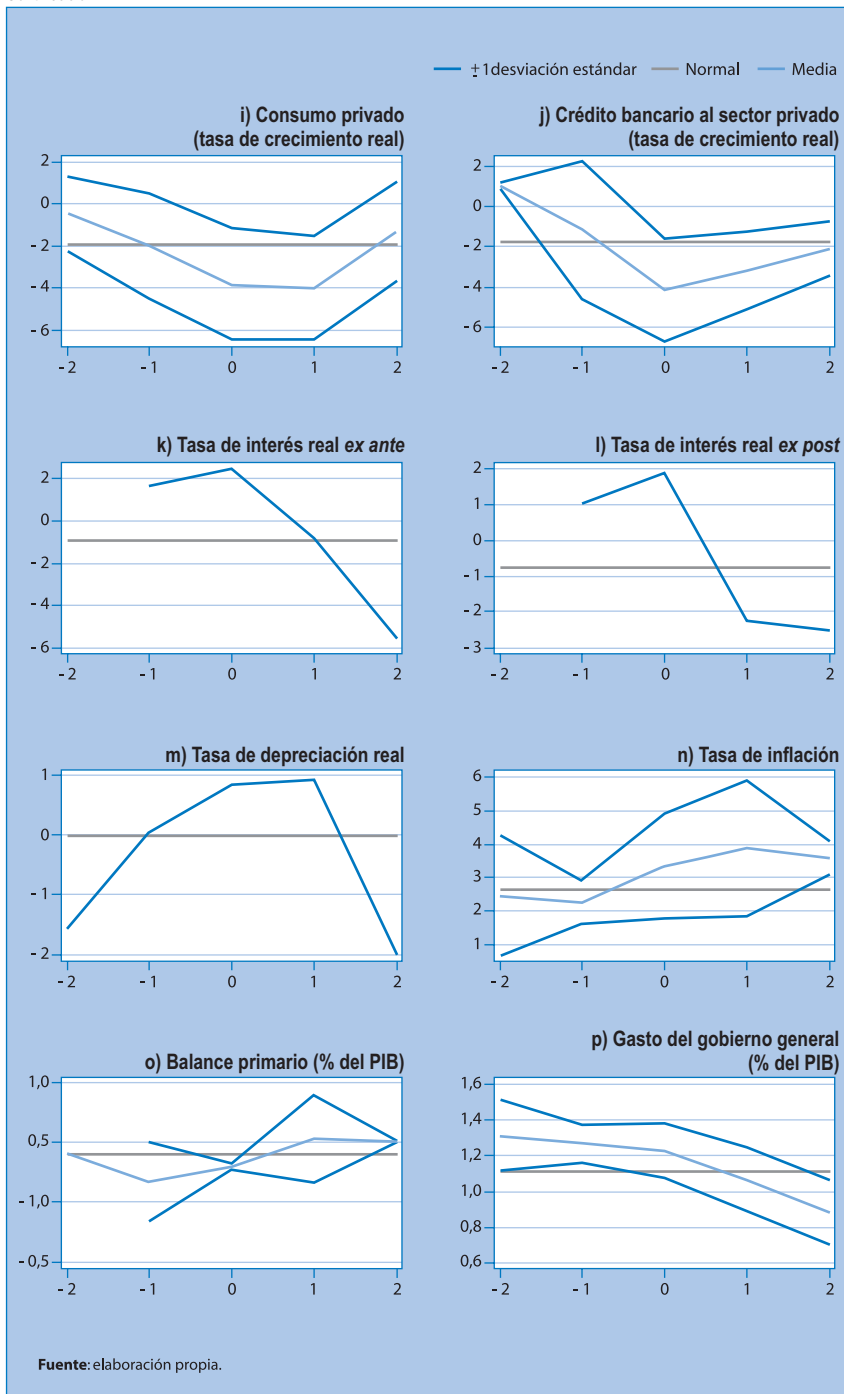 ± 1 desviación estándar Normal Media
i) Consumo privado
(tasa de crecimiento real)
2
0
- 2
- 4
- 6
- 2 - 1 0 1 2
j) Crédito bancario al sector privado
(tasa de crecimiento real)
2
0
- 2
- 4
- 6
- 2 - 1 0 1 2
k) Tasa de interés real ex ante
2
0
- 2
- 4
- 6
- 2 - 1 0 1 2
l) Tasa de interés real ex post
2
1
0
- 1
- 2
- 3
- 2 - 1 0 1 2
m) Tasa de depreciación real
1
0
- 1
- 2
- 2 - 1 0 1 2
n) Tasa de inflación
6
5
4
3
2
1
- 2 - 1 0 1 2
o) Balance primario (% del PIB)
1,0
0,5
- 1,0
- 0,5
- 2 - 1 0 1 2
p) Gasto del gobierno general
(% del PIB)
1,6
1,4
1,2
1,0
0,8
0,6
- 2 - 1 0 1 2
Fuente: elaboración propia.